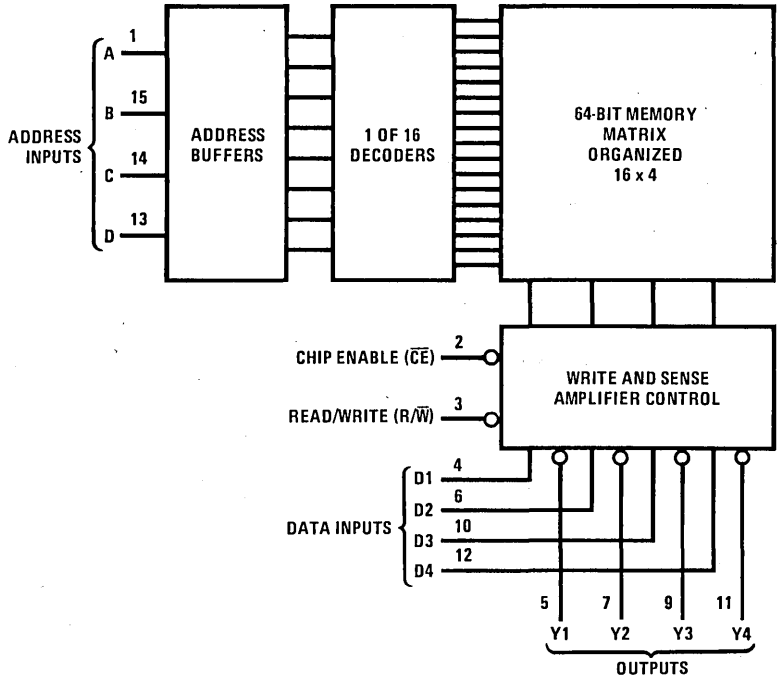 ADDRESS
INPUTS
A
1
B
15
C
14
D
13
ADDRESS
BUFFERS
1 OF 16
DECODERS
64-BIT MEMORY
MATRIX
ORGANIZED
16 x 4
CHIP ENABLE (C̅E̅)
2
READ/WRITE (R/W̅)
3
WRITE AND SENSE
AMPLIFIER CONTROL
DATA INPUTS
D1
4
D2
6
D3
10
D4
12
5
7
9
11
Y1
Y2
Y3
Y4
OUTPUTS